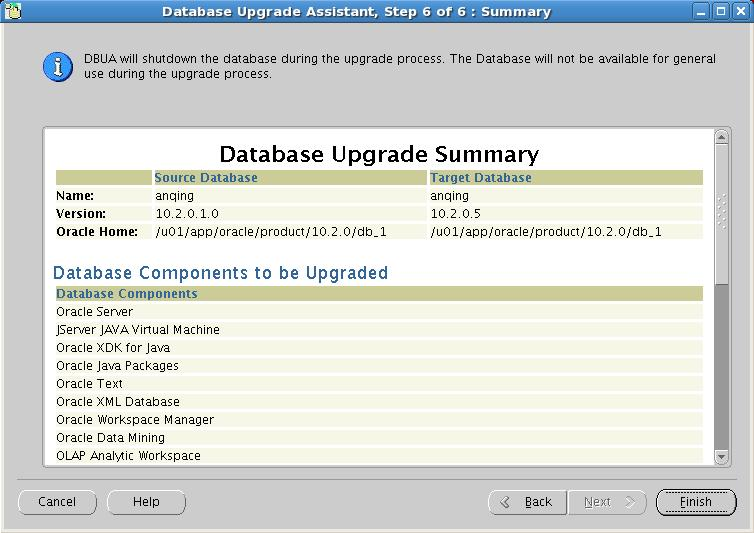 Database Upgrade Assistant, Step 6 of 6 : Summary
DBUA will shutdown the database during the upgrade process. The Database will not be available for general
use during the upgrade process.
Database Upgrade Summary
Source Database Target Database
Name: anqing anqing
Version: 10.2.0.1.0 10.2.0.5
Oracle Home: /u01/app/oracle/product/10.2.0/db_1 /u01/app/oracle/product/10.2.0/db_1
Database Components to be Upgraded
Database Components
Oracle Server
JServer JAVA Virtual Machine
Oracle XDK for Java
Oracle Java Packages
Oracle Text
Oracle XML Database
Oracle Workspace Manager
Oracle Data Mining
OLAP Analytic Workspace
Cancel Help Back Next Finish